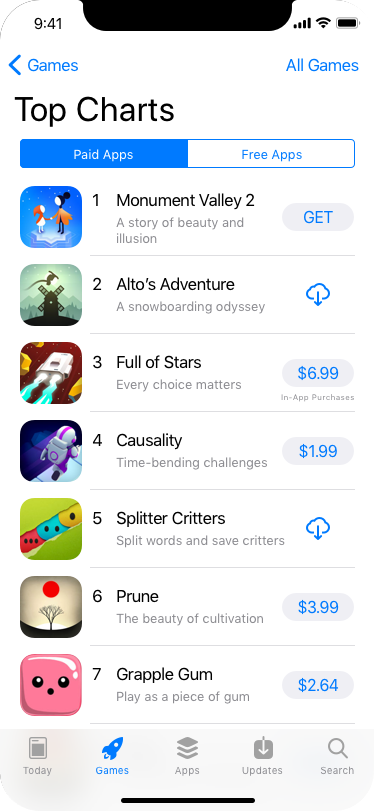 9:41
Games
All Games
Top Charts
Paid Apps
Free Apps
1
Monument Valley 2
A story of beauty and
illusion
GET
2
Alto’s Adventure
A snowboarding odyssey
3
Full of Stars
Every choice matters
$6.99
In-App Purchases
4
Causality
Time-bending challenges
$1.99
5
Splitter Critters
Split words and save critters
6
Prune
The beauty of cultivation
$3.99
7
Grapple Gum
Play as a piece of gum
$2.64
Today
Games
Apps
Updates
Search